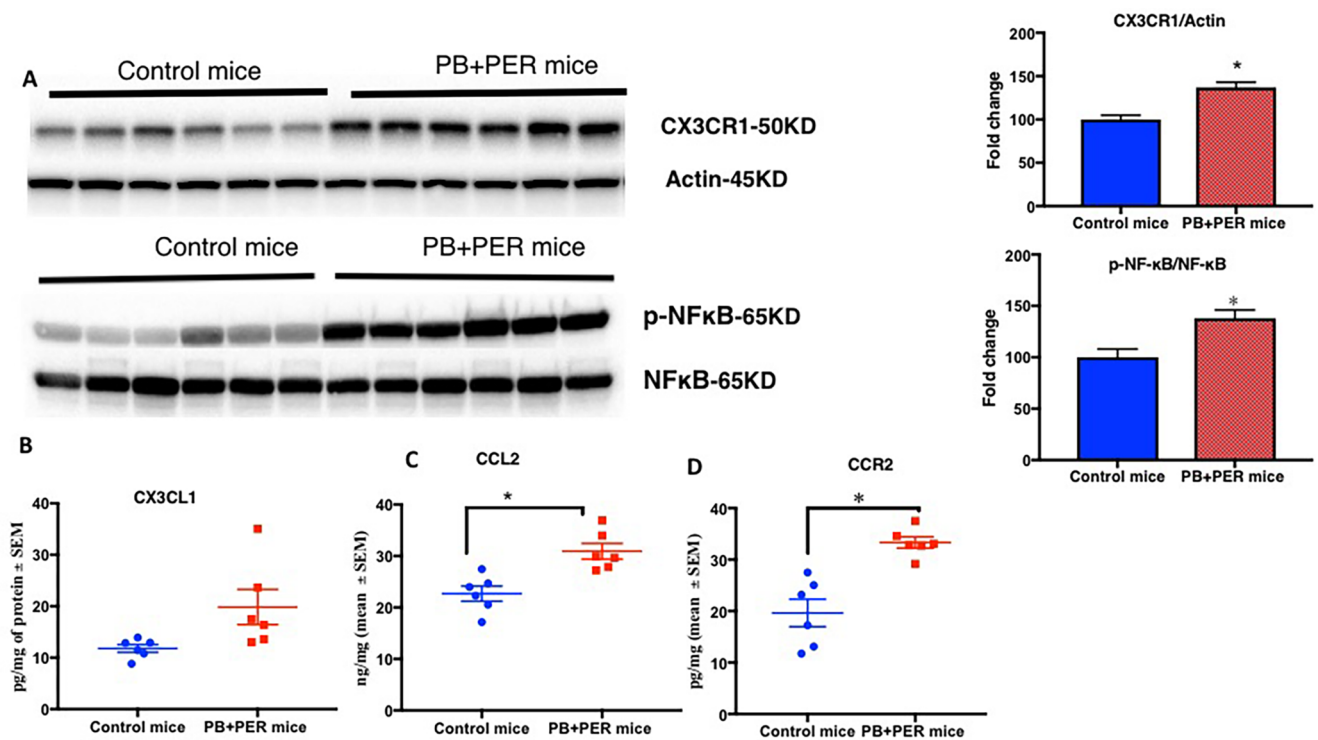 A
Control mice
PB+PER mice
CX3CR1-50KD
Actin-45KD
Control mice
PB+PER mice
p-NFκB-65KD
NFκB-65KD
CX3CR1/Actin
Fold change
200
150
100
50
0
*
Control mice
PB+PER mice
p-NF-κB/NF-κB
Fold change
200
150
100
50
0
*
Control mice
PB+PER mice
B
CX3CL1
pg/mg of protein ± SEM
40
30
20
10
0
Control mice
PB+PER mice
C
CCL2
ng/mg (mean ± SEM)
40
30
20
10
0
*
Control mice
PB+PER mice
D
CCR2
pg/mg (mean ± SEM)
40
30
20
10
0
*
Control mice
PB+PER mice